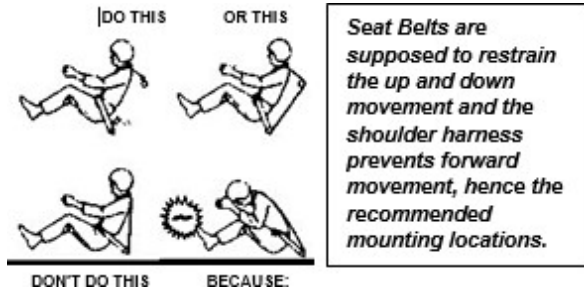 DO THIS OR THIS
Seat Belts are
supposed to restrain
the up and down
movement and the
shoulder harness
prevents forward
movement, hence the
recommended
mounting locations.
DON'T DO THIS BECAUSE: